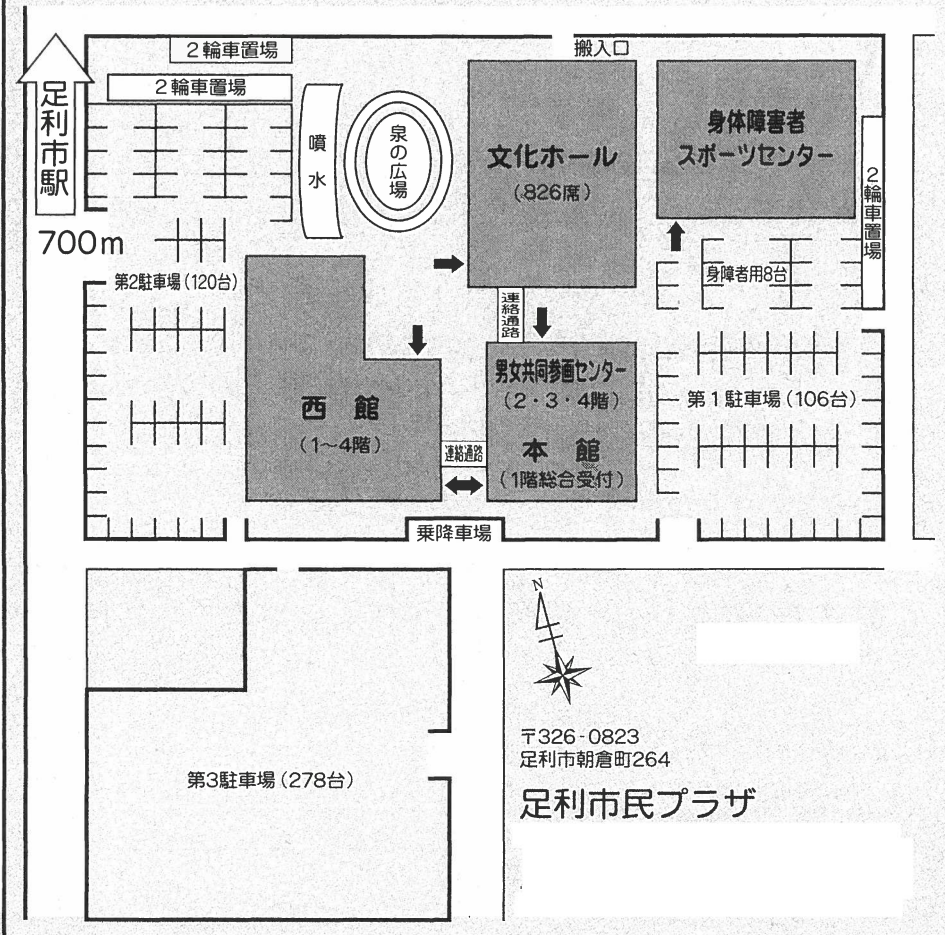 2輪車置場
搬入口
2輪車置場
足利市駅
700m
噴水
泉の広場
文化ホール
(826席)
身体障害者
スポーツセンター
2輪車置場
第2駐車場(120台)
身障者用8台
連絡通路
男女共同参画センター
(2・3・4階)
第1駐車場(106台)
西館
(1〜4階)
連絡通路
本館
(1階総合受付)
乗降車場
N
第3駐車場(278台)
〒326-0823
足利市朝倉町264
足利市民プラザ